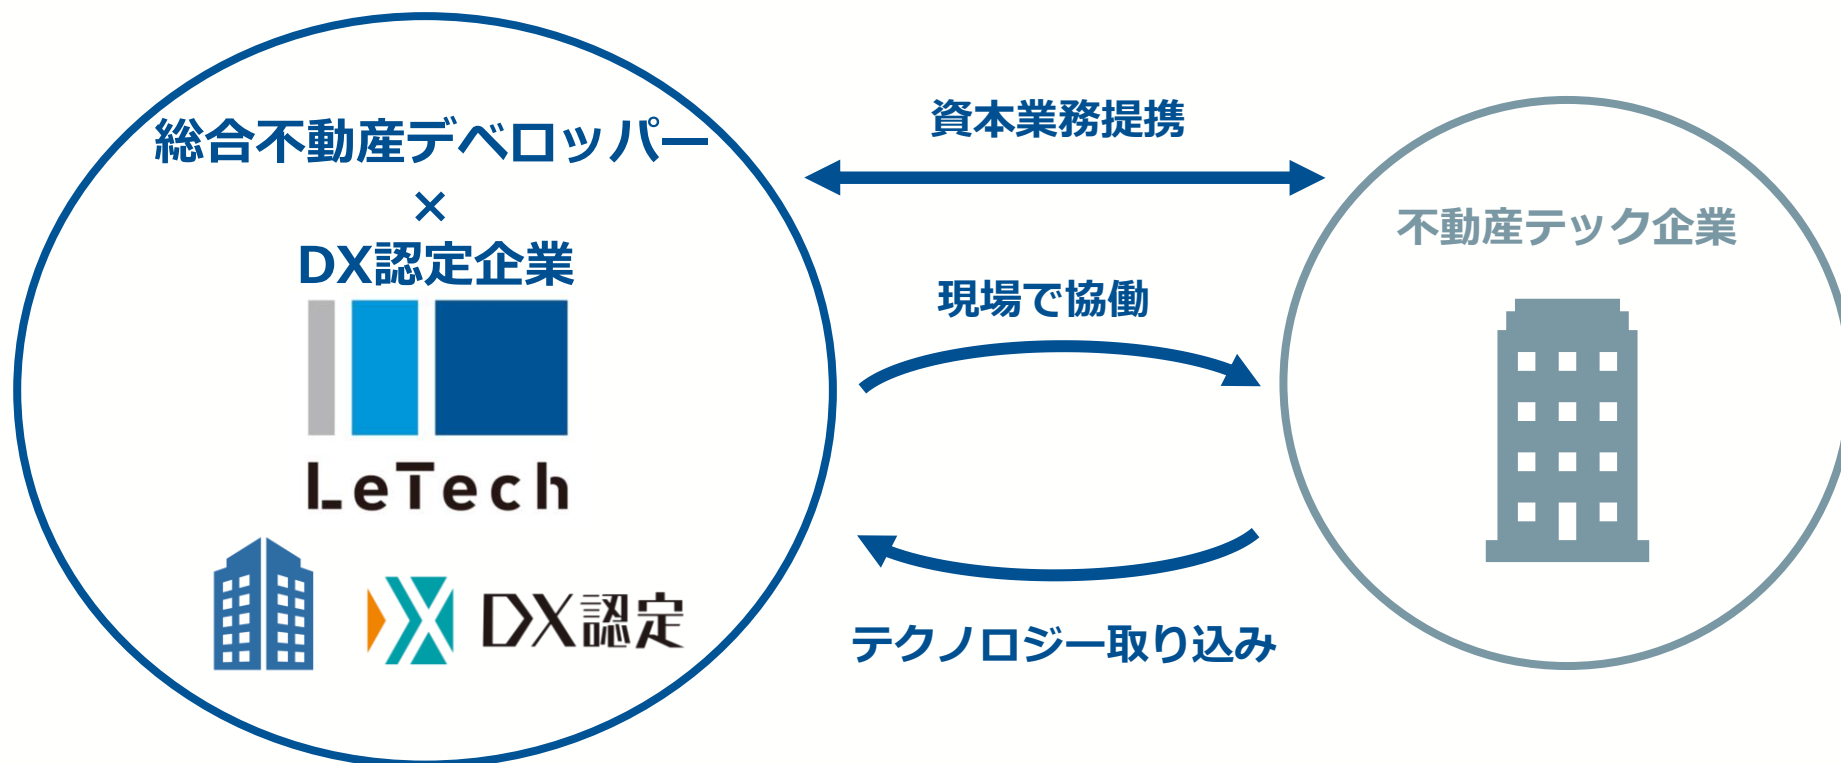 総合不動産デベロッパー
×
DX認定企業
LeTech
DX認定
資本業務提携
現場で協働
テクノロジー取り込み
不動産テック企業